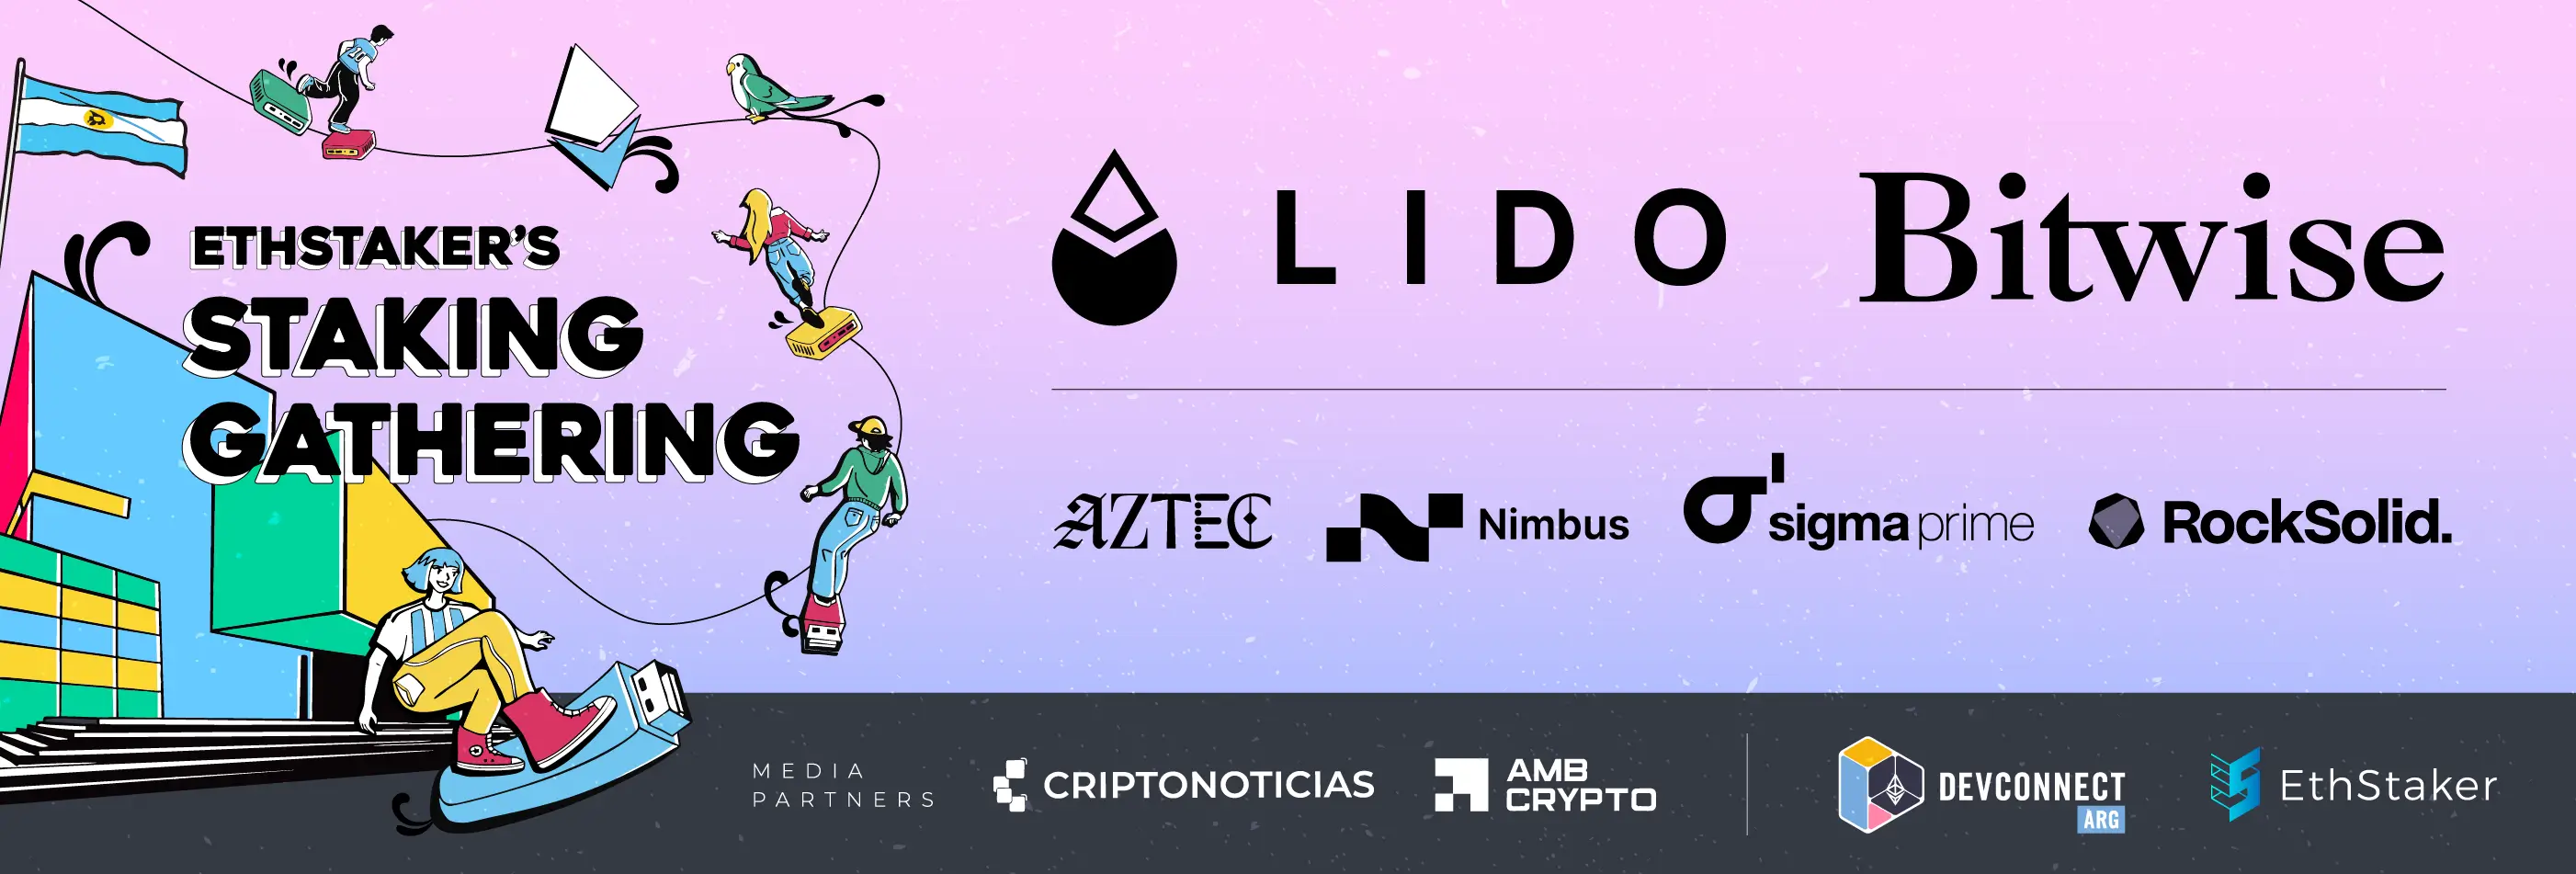 ETHSTAKER'S
STAKING
GATHERING
LIDO
Bitwise
AZTEC
Nimbus
sigma prime
RockSolid.
MEDIA
PARTNERS
CRIPTONOTICIAS
AMB
CRYPTO
DEVCONNECT
ARG
EthStaker